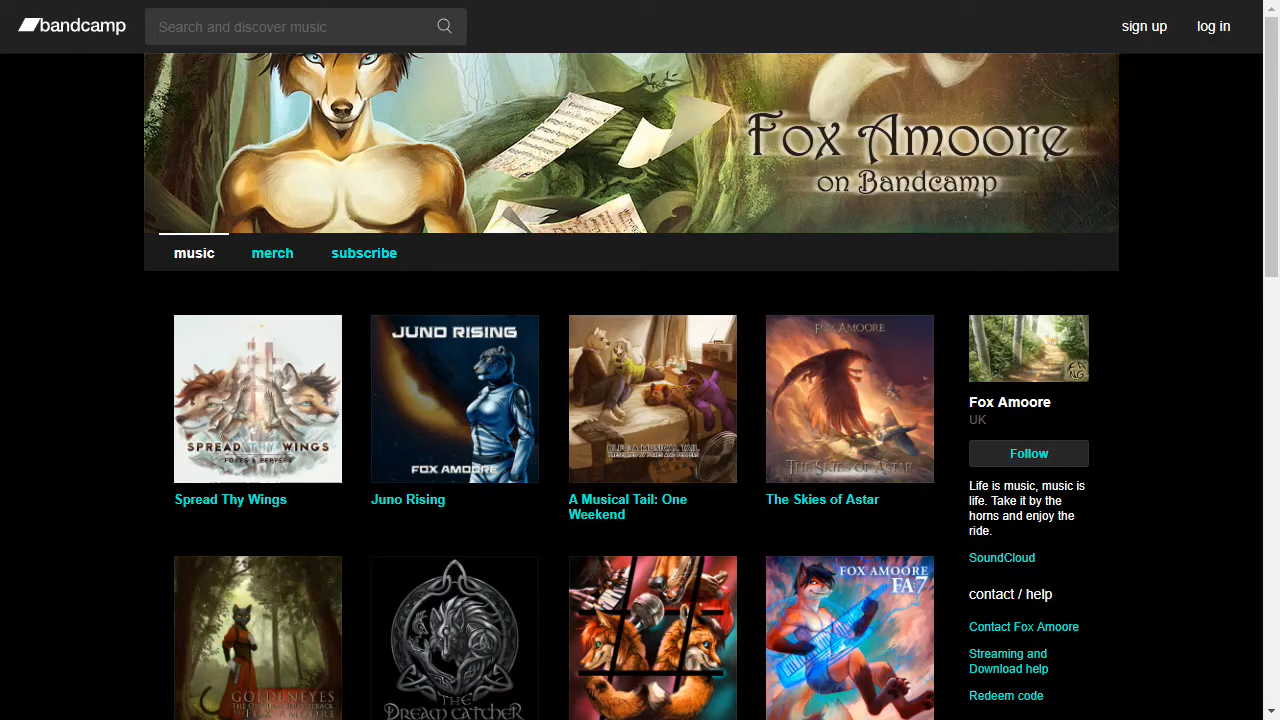 bandcamp
Search and discover music
sign up
log in
Fox Amoore
on Bandcamp
music
merch
subscribe
SPREAD THY WINGS
FOXES & PEPPERS
Spread Thy Wings
JUNO RISING
FOX AMOORE
Juno Rising
A Musical Tail: One
Weekend
FOX AMOORE
THE SKIES OF ASTAR
The Skies of Astar
Fox Amoore
UK
Follow
Life is music, music is
life. Take it by the
horns and enjoy the
ride.
SoundCloud
contact / help
Contact Fox Amoore
Streaming and
Download help
Redeem code
GOLDENEYES
FOX AMOORE
THE
DREAM CATCHER
FOX AMOORE
FA7